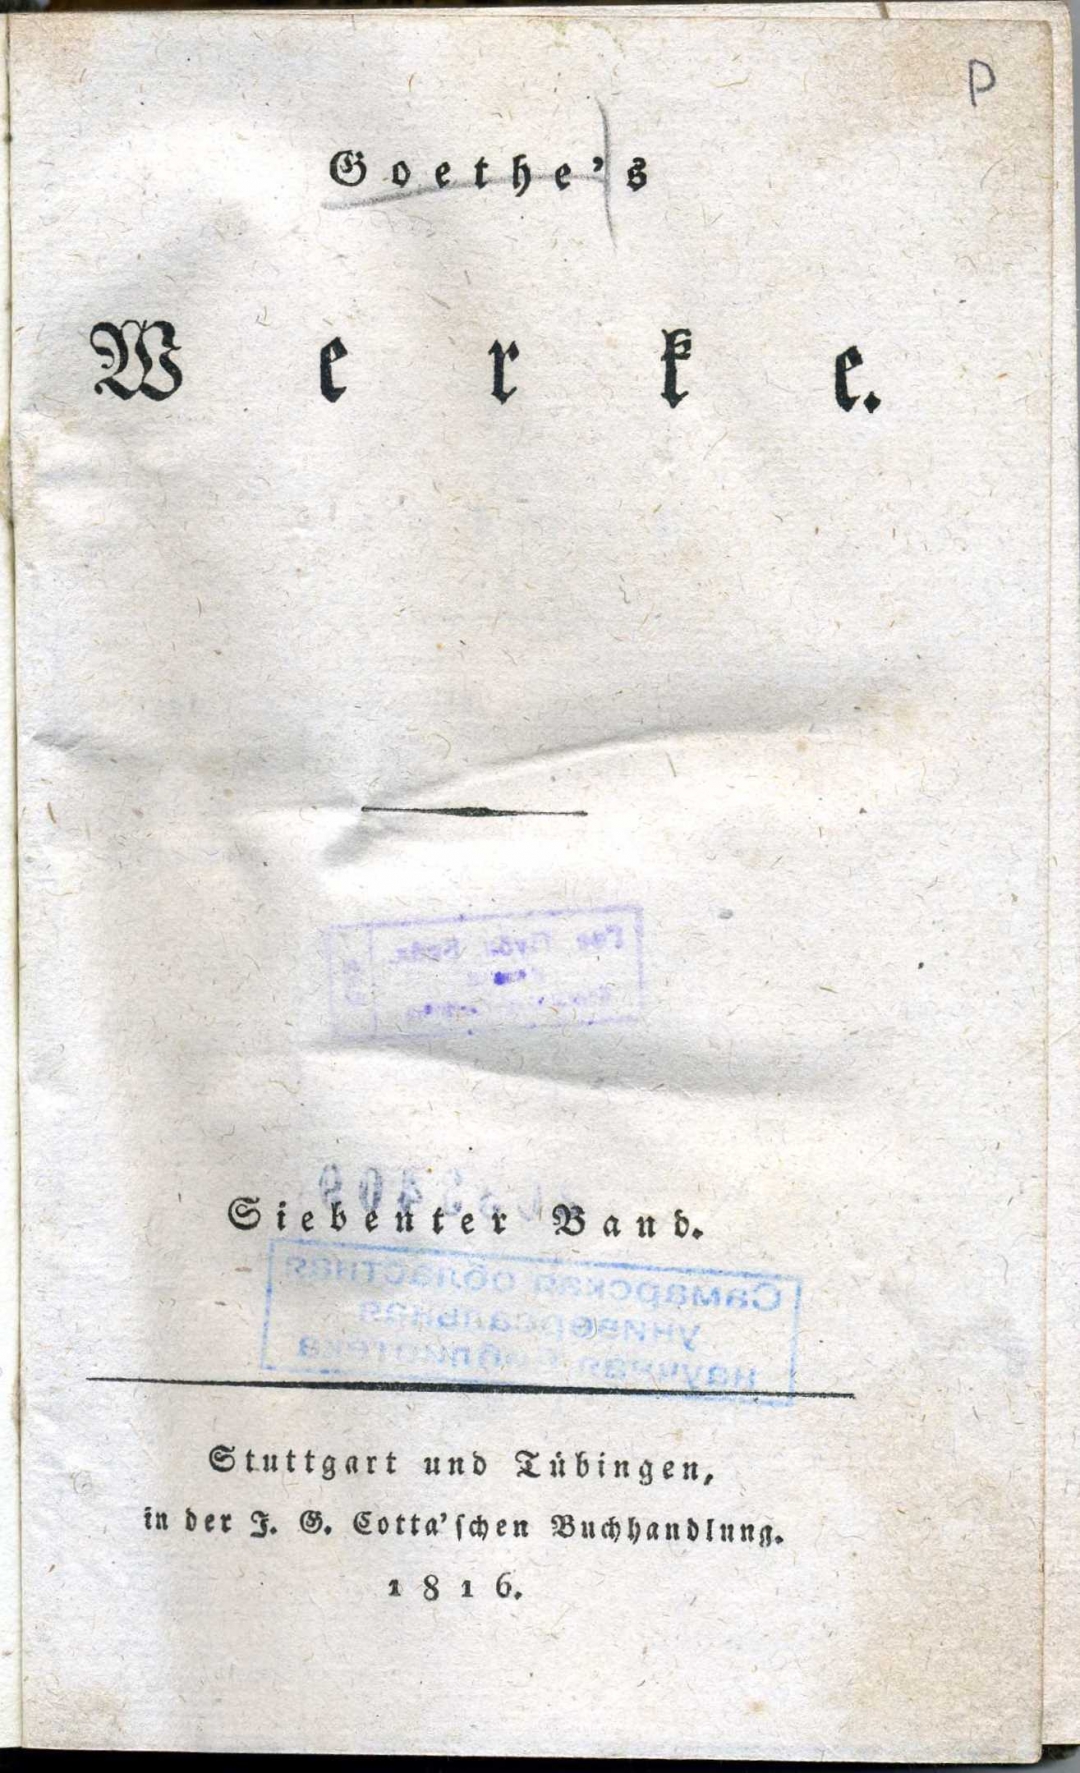 P
Goethe's
Werke.
Siebenter Band.
Самарская областная
универсальная
научная библиотека
Stuttgart und Tübingen,
in der J. G. Cotta'schen Buchhandlung.
1816.